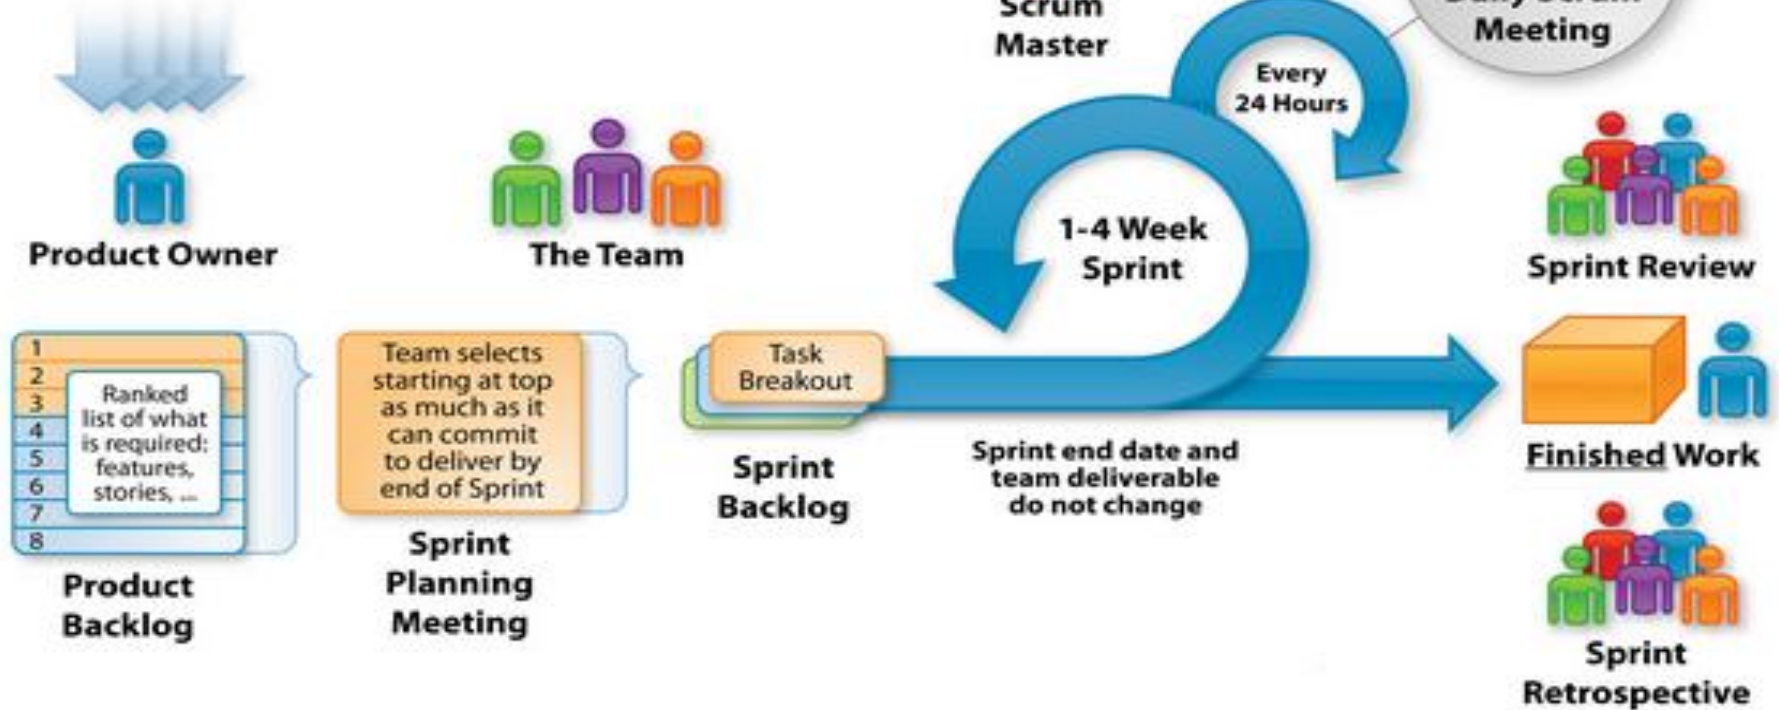 Scrum
Master
Daily Scrum
Meeting
Every
24 Hours
Product Owner
The Team
1-4 Week
Sprint
Sprint Review
1
2
3
4
5
6
7
8
Ranked
list of what
is required:
features,
stories, ...
Product
Backlog
Team selects
starting at top
as much as it
can commit
to deliver by
end of Sprint
Sprint
Planning
Meeting
Task
Breakout
Sprint
Backlog
Sprint end date and
team deliverable
do not change
Finished Work
Sprint
Retrospective